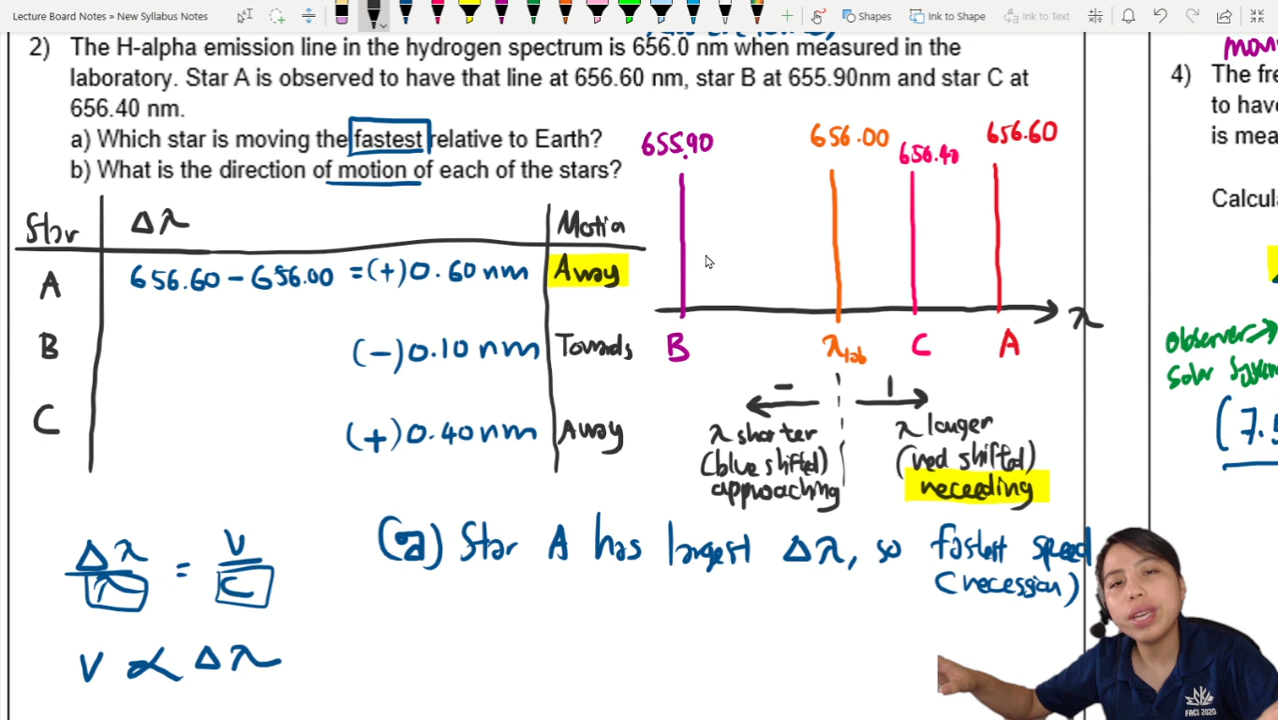 Lecture Board Notes » New Syllabus Notes
Shapes
Ink to Shape
Ink to Text
2) The H-alpha emission line in the hydrogen spectrum is 656.0 nm when measured in the
laboratory. Star A is observed to have that line at 656.60 nm, star B at 655.90nm and star C at
656.40 nm.
a) Which star is moving the fastest relative to Earth?
b) What is the direction of motion of each of the stars?
Star Δλ Motion
A 656.60 - 656.00 = (+) 0.60 nm Away
B (-) 0.10 nm Towards
C (+) 0.40 nm Away
655.90 656.00 656.40 656.60
B λlab C A λ
- +
λ shorter
(blue shifted)
approaching
λ longer
(red shifted)
receeding
Δλ/λ = v/c
v ∝ Δλ
(a) Star A has largest Δλ, so fastest speed
(recession)
4) The fre
to have
is mea
Calcul
Observer →
Solar System
(7.5
FACI 2020